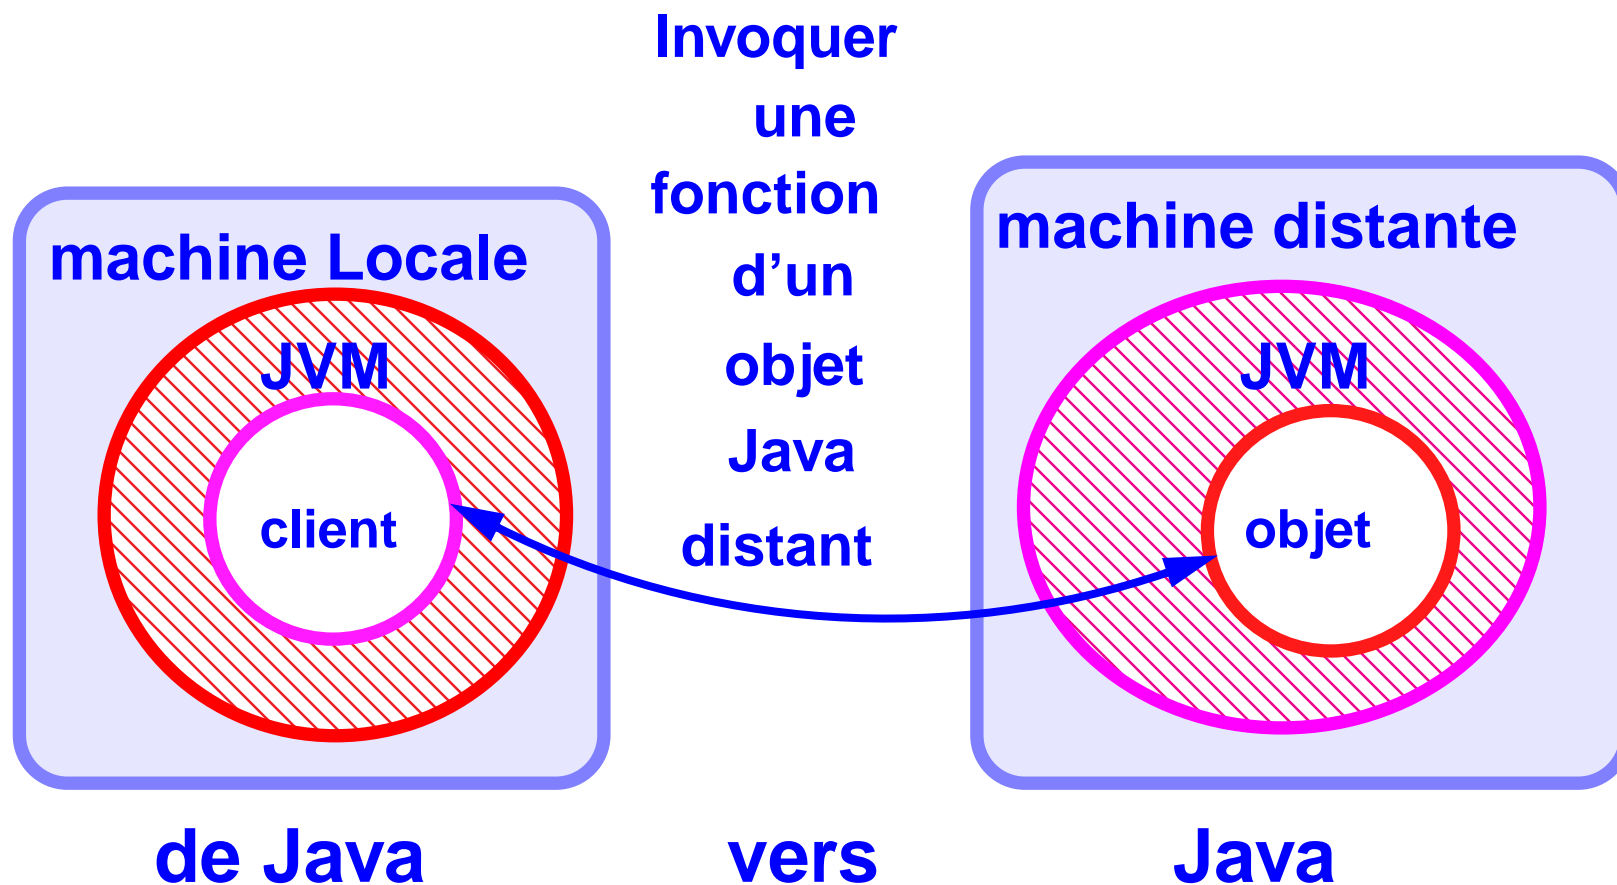 Invoquer
une
fonction
d’un
objet
Java
distant
machine Locale
JVM
client
machine distante
JVM
objet
de Java vers Java